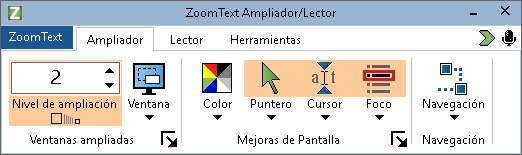 ZoomText Ampliador/Lector
ZoomText Ampliador Lector Herramientas
2
Nivel de ampliación Ventana Color Puntero Cursor Foco Navegación
Ventanas ampliadas Mejoras de Pantalla Navegación